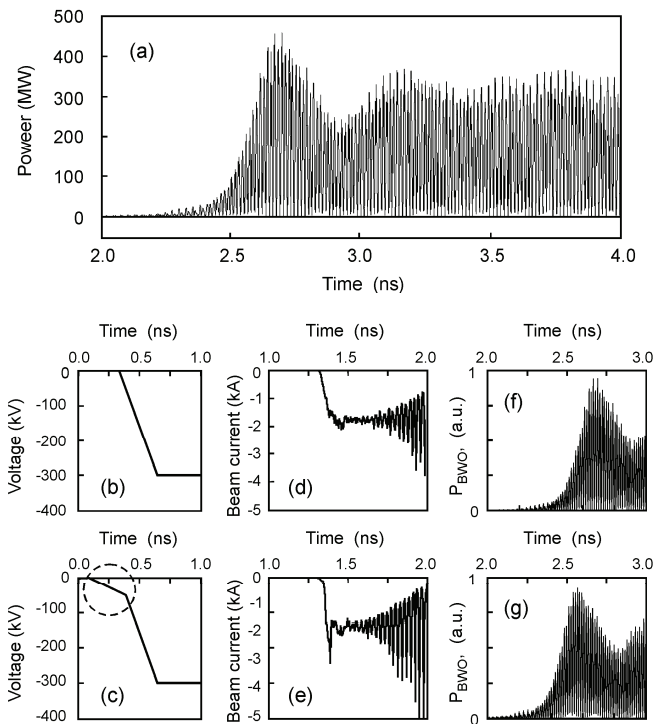 500
400
300
200
100
0
Poweer (MW)
(a)
2.0 2.5 3.0 3.5 4.0
Time (ns)
Time (ns)
0.0 0.5 1.0
0
-100
-200
-300
-400
Voltage (kV)
(b)
Time (ns)
1.0 1.5 2.0
0
-1
-2
-3
-4
-5
Beam current (kA)
(d)
Time (ns)
2.0 2.5 3.0
1
0
P_BWO, (a.u.)
(f)
Time (ns)
0.0 0.5 1.0
0
-100
-200
-300
-400
Voltage (kV)
(c)
Time (ns)
1.0 1.5 2.0
0
-1
-2
-3
-4
-5
Beam current (kA)
(e)
Time (ns)
2.0 2.5 3.0
1
0
P_BWO, (a.u.)
(g)